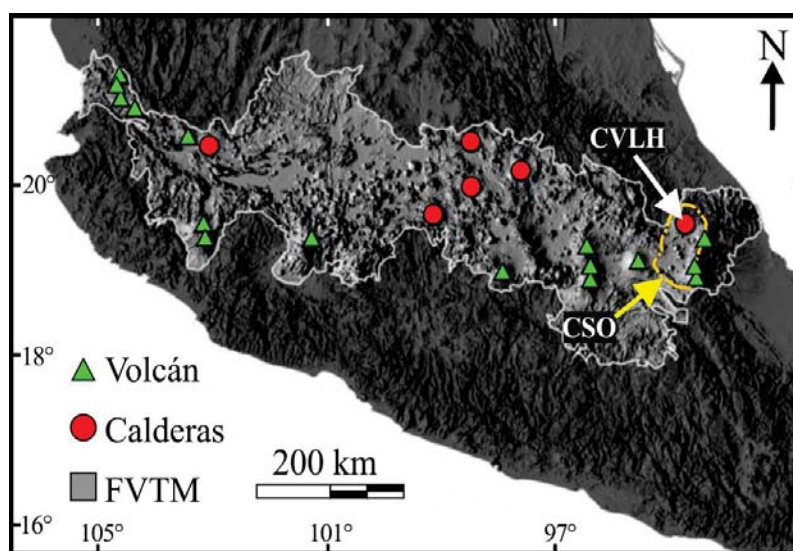 N
CVLH
20°
CSO
18°
Volcán
Calderas
200 km
FVTM
16°
105°
101°
97°